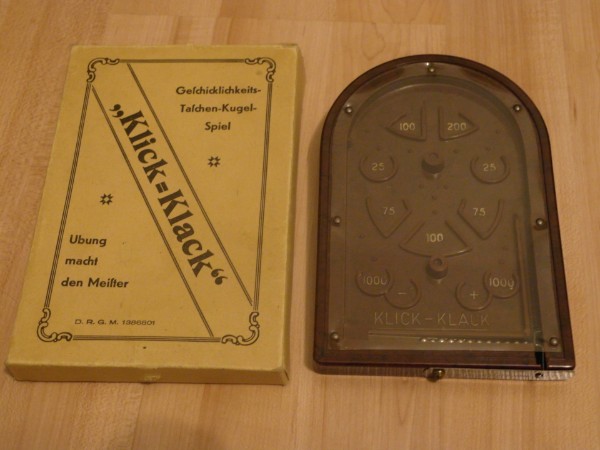 Geſchicklichkeits-
Taſchen-Kugel-
Spiel
„Klick=Klack“
Übung
macht
den Meiſter
D. R. G. M. 1386801
100 200
25 25
75 75
100
1000 1000
- +
KLICK-KLACK